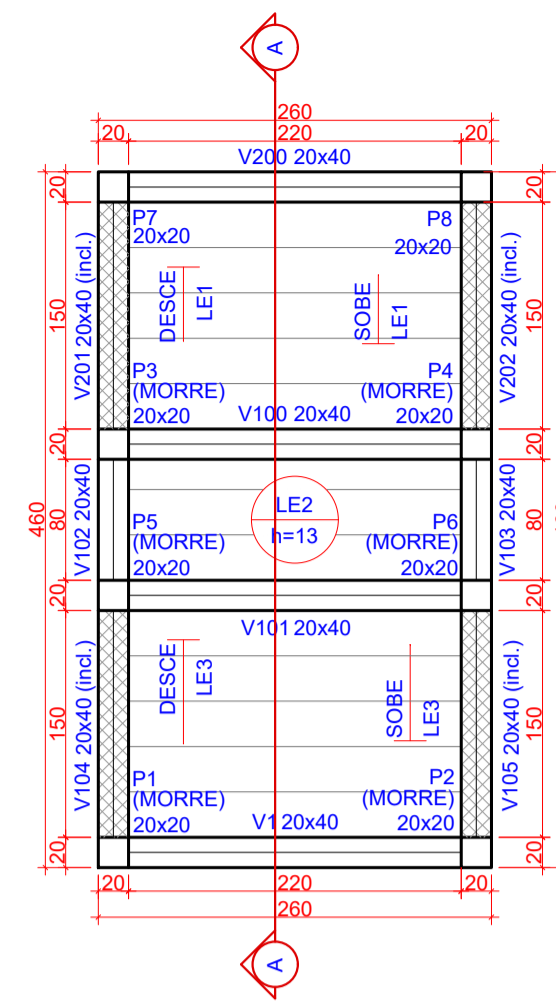 A
260
20 220 20
V200 20x40
20
20
P7
20x20
P8
20x20
V201 20x40 (incl.)
150
DESCE
LE1
SOBE
LE1
V202 20x40 (incl.)
150
P3
(MORRE)
20x20
P4
(MORRE)
20x20
V100 20x40
20
20
460
80
V102 20x40
LE2
h=13
V103 20x40
80
P5
(MORRE)
20x20
P6
(MORRE)
20x20
20
20
V101 20x40
V104 20x40 (incl.)
150
DESCE
LE3
SOBE
LE3
V105 20x40 (incl.)
150
P1
(MORRE)
20x20
P2
(MORRE)
20x20
V1 20x40
20
20
20 220 20
260
A